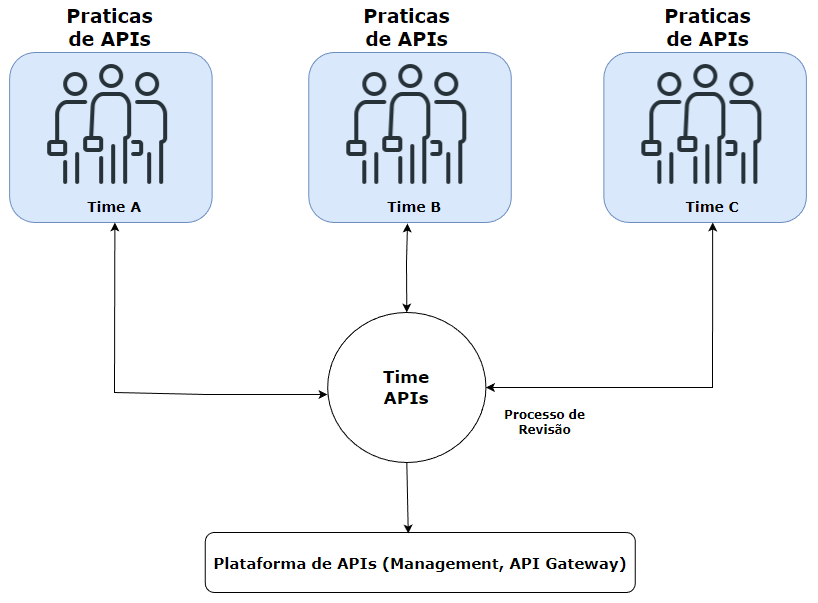 Praticas
de APIs
Praticas
de APIs
Praticas
de APIs
Time A
Time B
Time C
Time
APIs
Processo de
Revisão
Plataforma de APIs (Management, API Gateway)